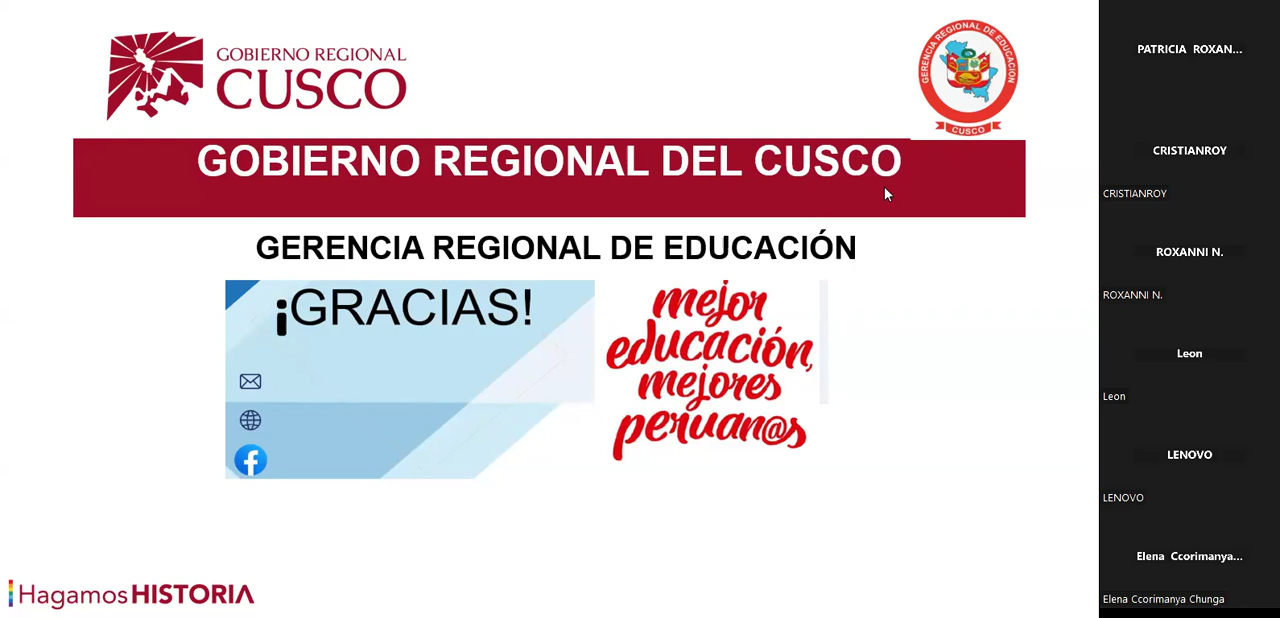 GOBIERNO REGIONAL
CUSCO
GERENCIA REGIONAL DE EDUCACIÓN
CUSCO
GOBIERNO REGIONAL DEL CUSCO
GERENCIA REGIONAL DE EDUCACIÓN
¡GRACIAS!
mejor
educación,
mejores
peruan@s
HagamosHISTORIA
PATRICIA ROXAN...
CRISTIANROY
CRISTIANROY
ROXANNI N.
ROXANNI N.
Leon
Leon
LENOVO
LENOVO
Elena Ccorimanya...
Elena Ccorimanya Chunga